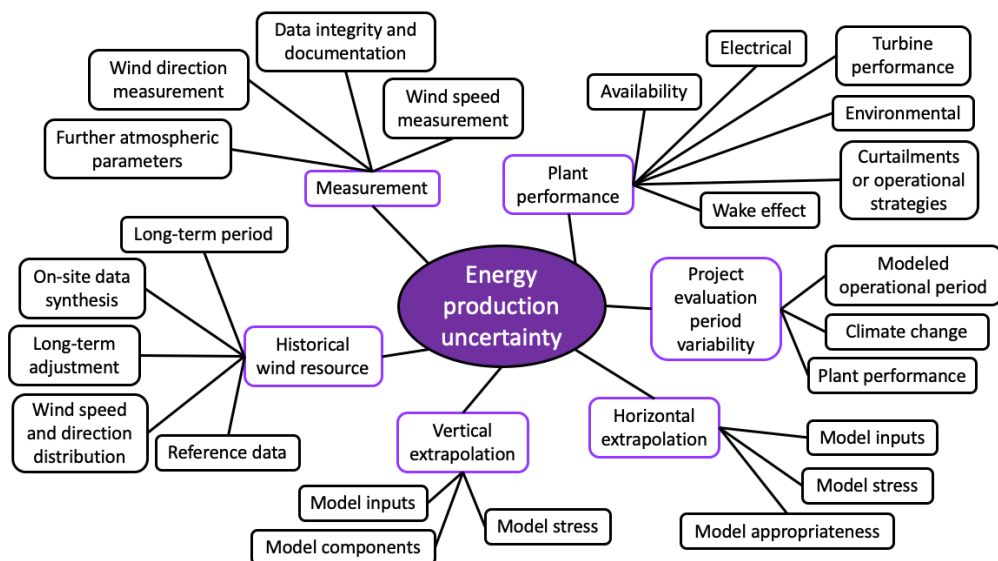 Data integrity and
documentation
Electrical
Turbine
performance
Wind direction
measurement
Wind speed
measurement
Availability
Environmental
Further atmospheric
parameters
Measurement
Plant
performance
Curtailments
or operational
strategies
Wake effect
Long-term period
On-site data
synthesis
Energy
production
uncertainty
Project
evaluation
period
variability
Modeled
operational period
Climate change
Long-term
adjustment
Historical
wind resource
Plant performance
Wind speed
and direction
distribution
Reference data
Vertical
extrapolation
Horizontal
extrapolation
Model inputs
Model stress
Model appropriateness
Model inputs
Model stress
Model components